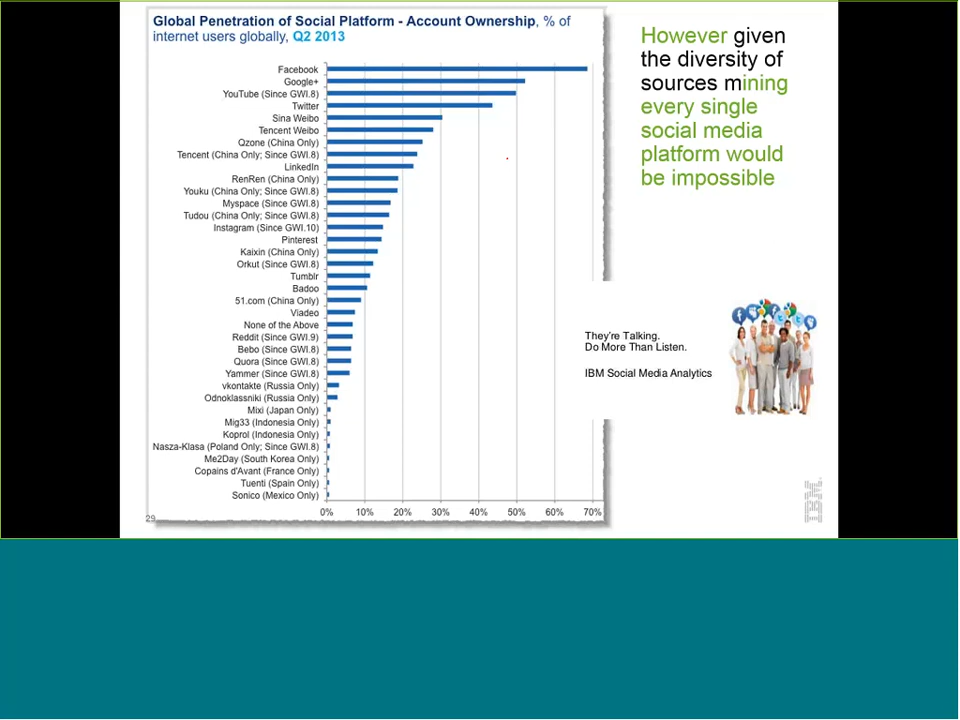 Global Penetration of Social Platform - Account Ownership, % of
internet users globally, Q2 2013
Facebook
Google+
YouTube (Since GWI.8)
Twitter
Sina Weibo
Tencent Weibo
Qzone (China Only)
Tencent (China Only; Since GWI.8)
LinkedIn
RenRen (China Only)
Youku (China Only; Since GWI.8)
Myspace (Since GWI.8)
Tudou (China Only; Since GWI.8)
Instagram (Since GWI.10)
Pinterest
Kaixin (China Only)
Orkut (Since GWI.8)
Tumblr
Badoo
51.com (China Only)
Viadeo
None of the Above
Reddit (Since GWI.9)
Bebo (Since GWI.8)
Quora (Since GWI.8)
Yammer (Since GWI.8)
vkontakte (Russia Only)
Odnoklassniki (Russia Only)
Mixi (Japan Only)
Mig33 (Indonesia Only)
Koprol (Indonesia Only)
Nasza-Klasa (Poland Only; Since GWI.8)
Me2Day (South Korea Only)
Copains d'Avant (France Only)
Tuenti (Spain Only)
Sonico (Mexico Only)
0% 10% 20% 30% 40% 50% 60% 70%
29
However given
the diversity of
sources mining
every single
social media
platform would
be impossible
They're Talking.
Do More Than Listen.
IBM Social Media Analytics
IBM